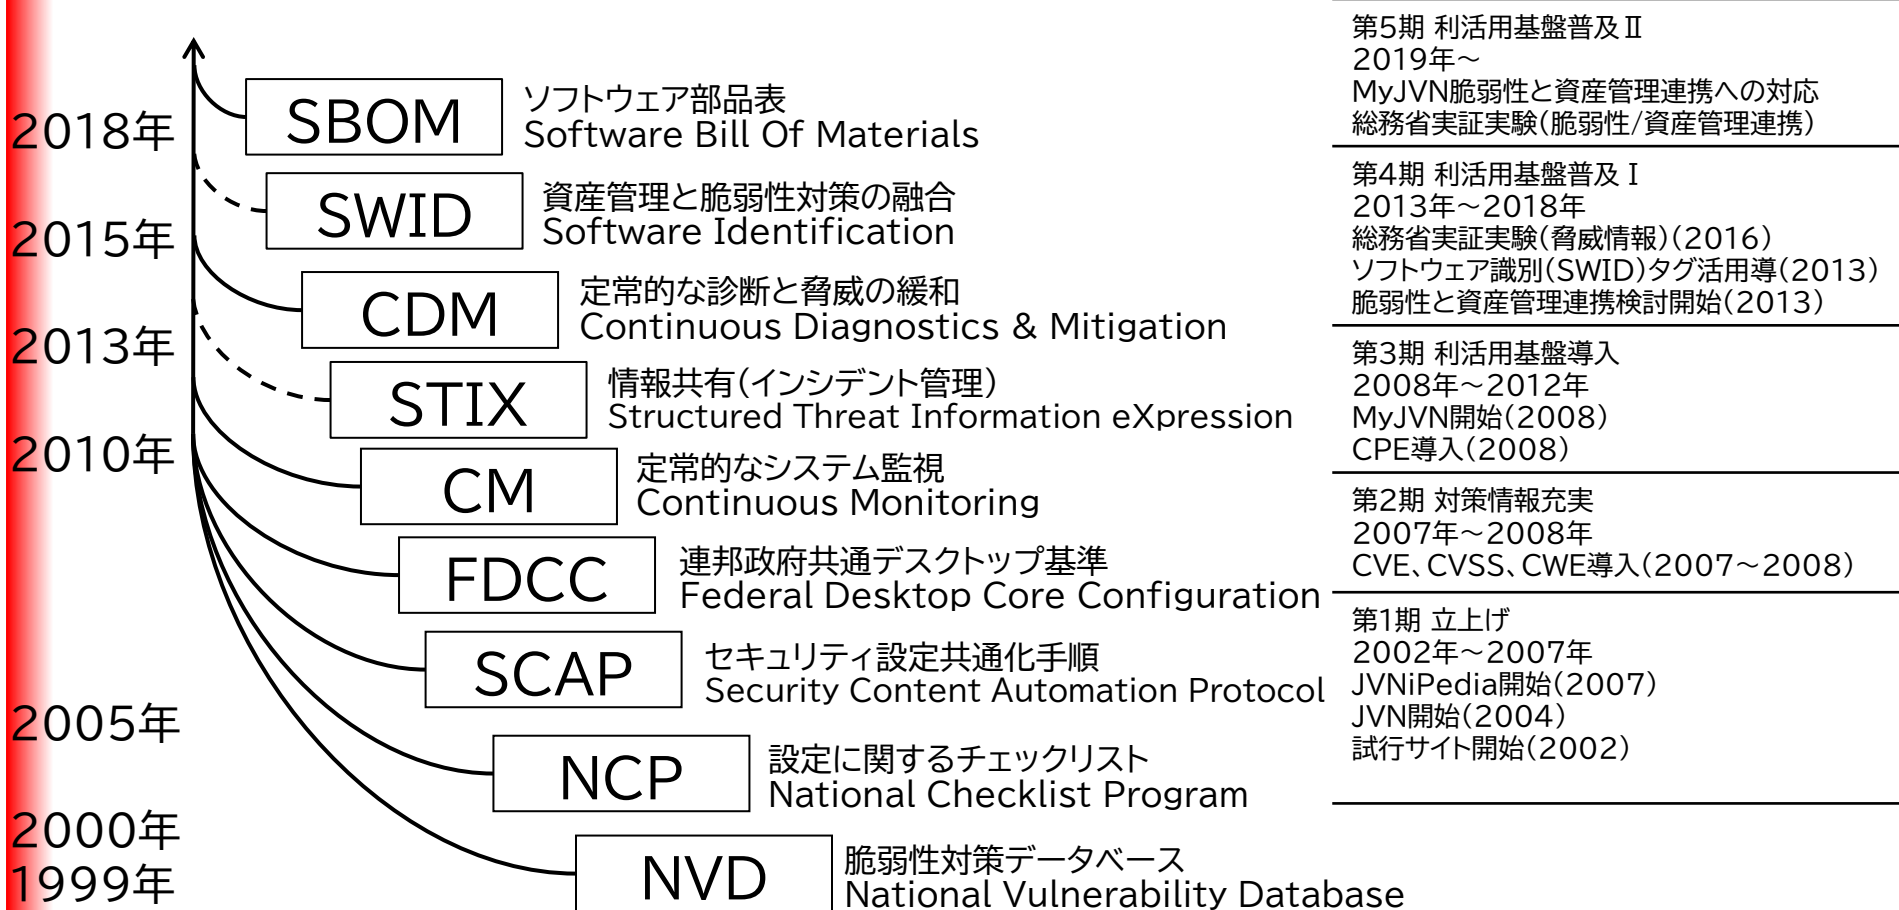 2018年
2015年
2013年
2010年
2005年
2000年
1999年
SBOM
ソフトウェア部品表
Software Bill Of Materials
SWID
資産管理と脆弱性対策の融合
Software Identification
CDM
定常的な診断と脅威の緩和
Continuous Diagnostics & Mitigation
STIX
情報共有(インシデント管理)
Structured Threat Information eXpression
CM
定常的なシステム監視
Continuous Monitoring
FDCC
連邦政府共通デスクトップ基準
Federal Desktop Core Configuration
SCAP
セキュリティ設定共通化手順
Security Content Automation Protocol
NCP
設定に関するチェックリスト
National Checklist Program
NVD
脆弱性対策データベース
National Vulnerability Database
第5期 利活用基盤普及Ⅱ
2019年～
MyJVN脆弱性と資産管理連携への対応
総務省実証実験(脆弱性/資産管理連携)
第4期 利活用基盤普及Ⅰ
2013年～2018年
総務省実証実験(脅威情報)(2016)
ソフトウェア識別(SWID)タグ活用導(2013)
脆弱性と資産管理連携検討開始(2013)
第3期 利活用基盤導入
2008年～2012年
MyJVN開始(2008)
CPE導入(2008)
第2期 対策情報充実
2007年～2008年
CVE、CVSS、CWE導入(2007～2008)
第1期 立上げ
2002年～2007年
JVNiPedia開始(2007)
JVN開始(2004)
試行サイト開始(2002)